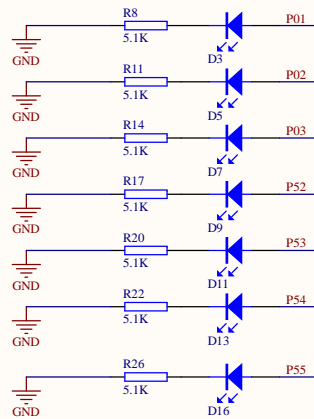 R8 P01
5.1K D3
GND
R11 P02
5.1K D5
GND
R14 P03
5.1K D7
GND
R17 P52
5.1K D9
GND
R20 P53
5.1K D11
GND
R22 P54
5.1K D13
GND
R26 P55
5.1K D16
GND